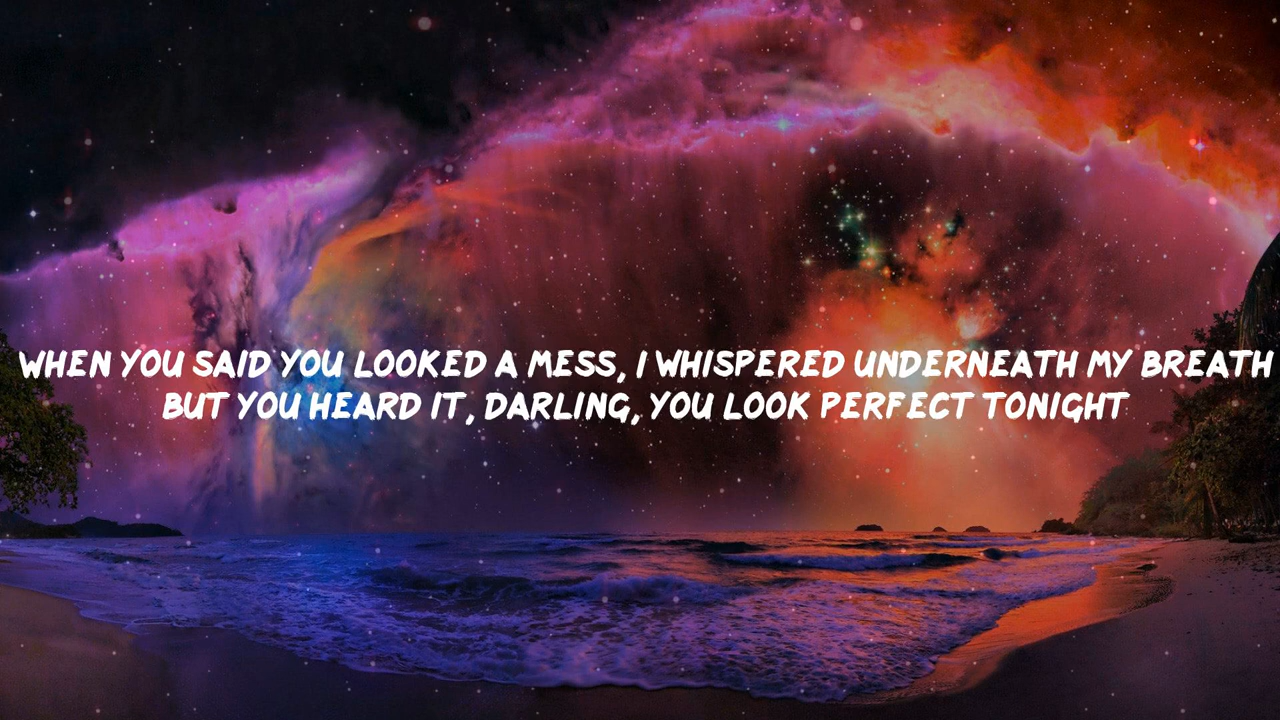 WHEN YOU SAID YOU LOOKED A MESS, I WHISPERED UNDERNEATH MY BREATH
BUT YOU HEARD IT, DARLING, YOU LOOK PERFECT TONIGHT